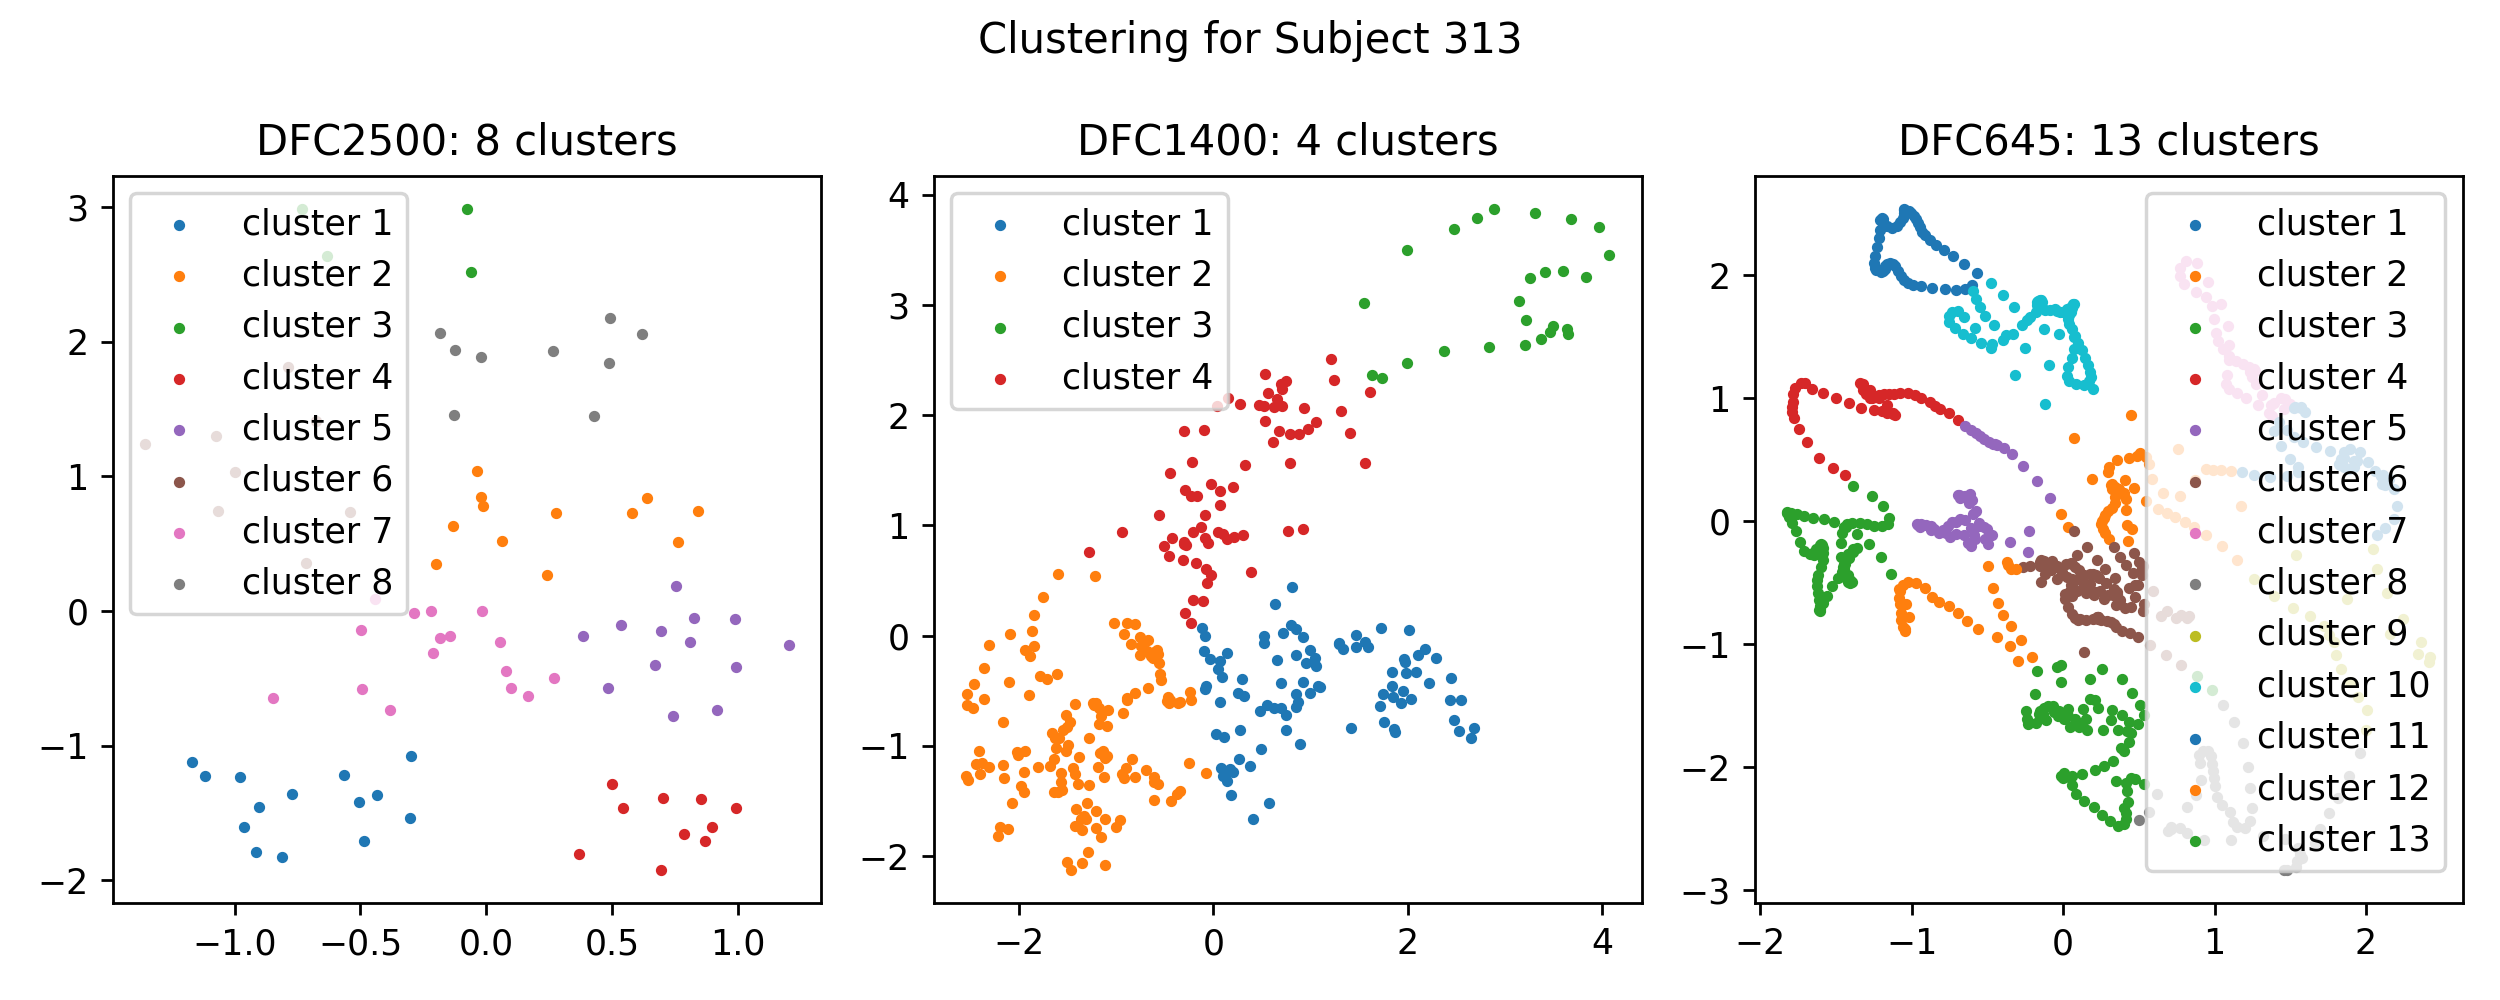 Clustering for Subject 313
DFC2500: 8 clusters
3
2
1
0
−1
−2
−1.0
−0.5
0.0
0.5
1.0
cluster 1
cluster 2
cluster 3
cluster 4
cluster 5
cluster 6
cluster 7
cluster 8
DFC1400: 4 clusters
4
3
2
1
0
−1
−2
−2
0
2
4
cluster 1
cluster 2
cluster 3
cluster 4
DFC645: 13 clusters
2
1
0
−1
−2
−3
−2
−1
0
1
2
cluster 1
cluster 2
cluster 3
cluster 4
cluster 5
cluster 6
cluster 7
cluster 8
cluster 9
cluster 10
cluster 11
cluster 12
cluster 13